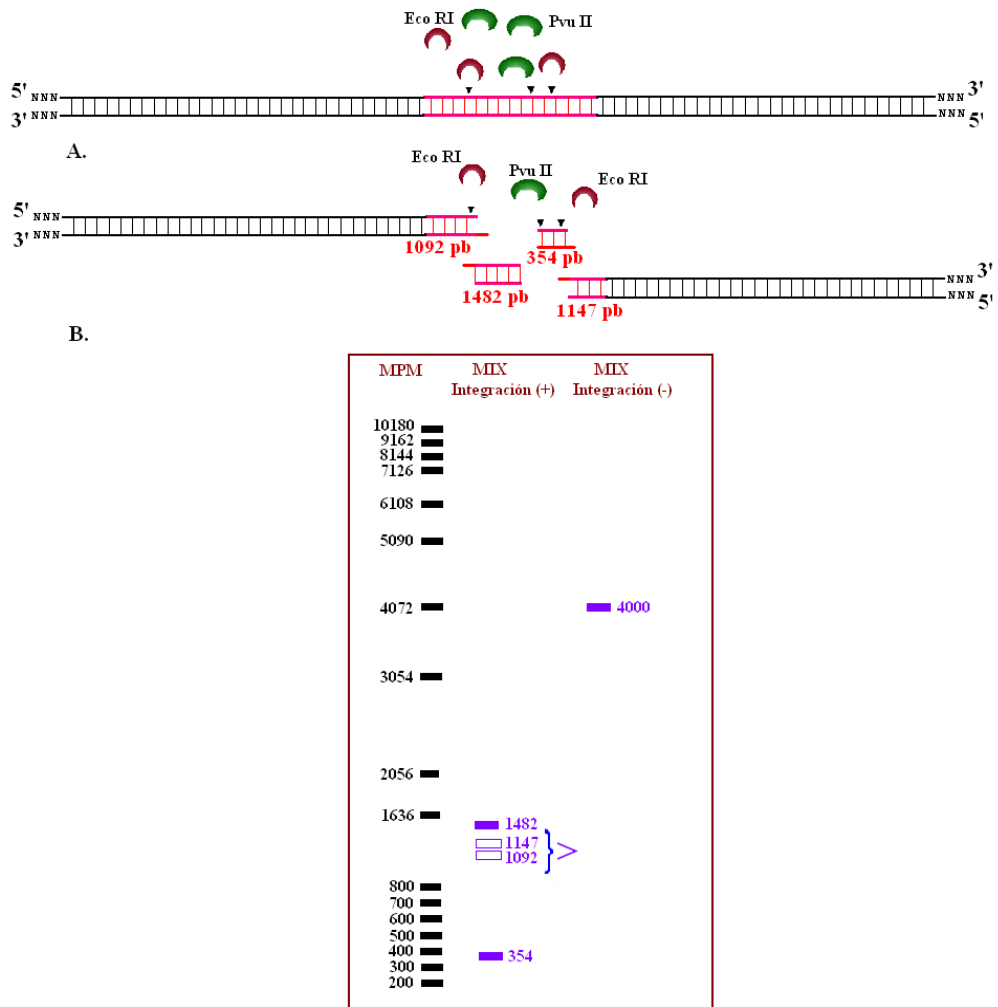 Eco RI Pvu II
5' NNN NNN 3'
3' NNN NNN 5'
A.
Eco RI Pvu II Eco RI
5' NNN
3' NNN
1092 pb 354 pb
NNN 3'
1482 pb NNN 5'
1147 pb
B.
MPM MIX MIX
Integración (+) Integración (-)
10180
9162
8144
7126
6108
5090
4072 4000
3054
2056
1636
1482
1147
1092 >
800
700
600
500
400
354
300
200